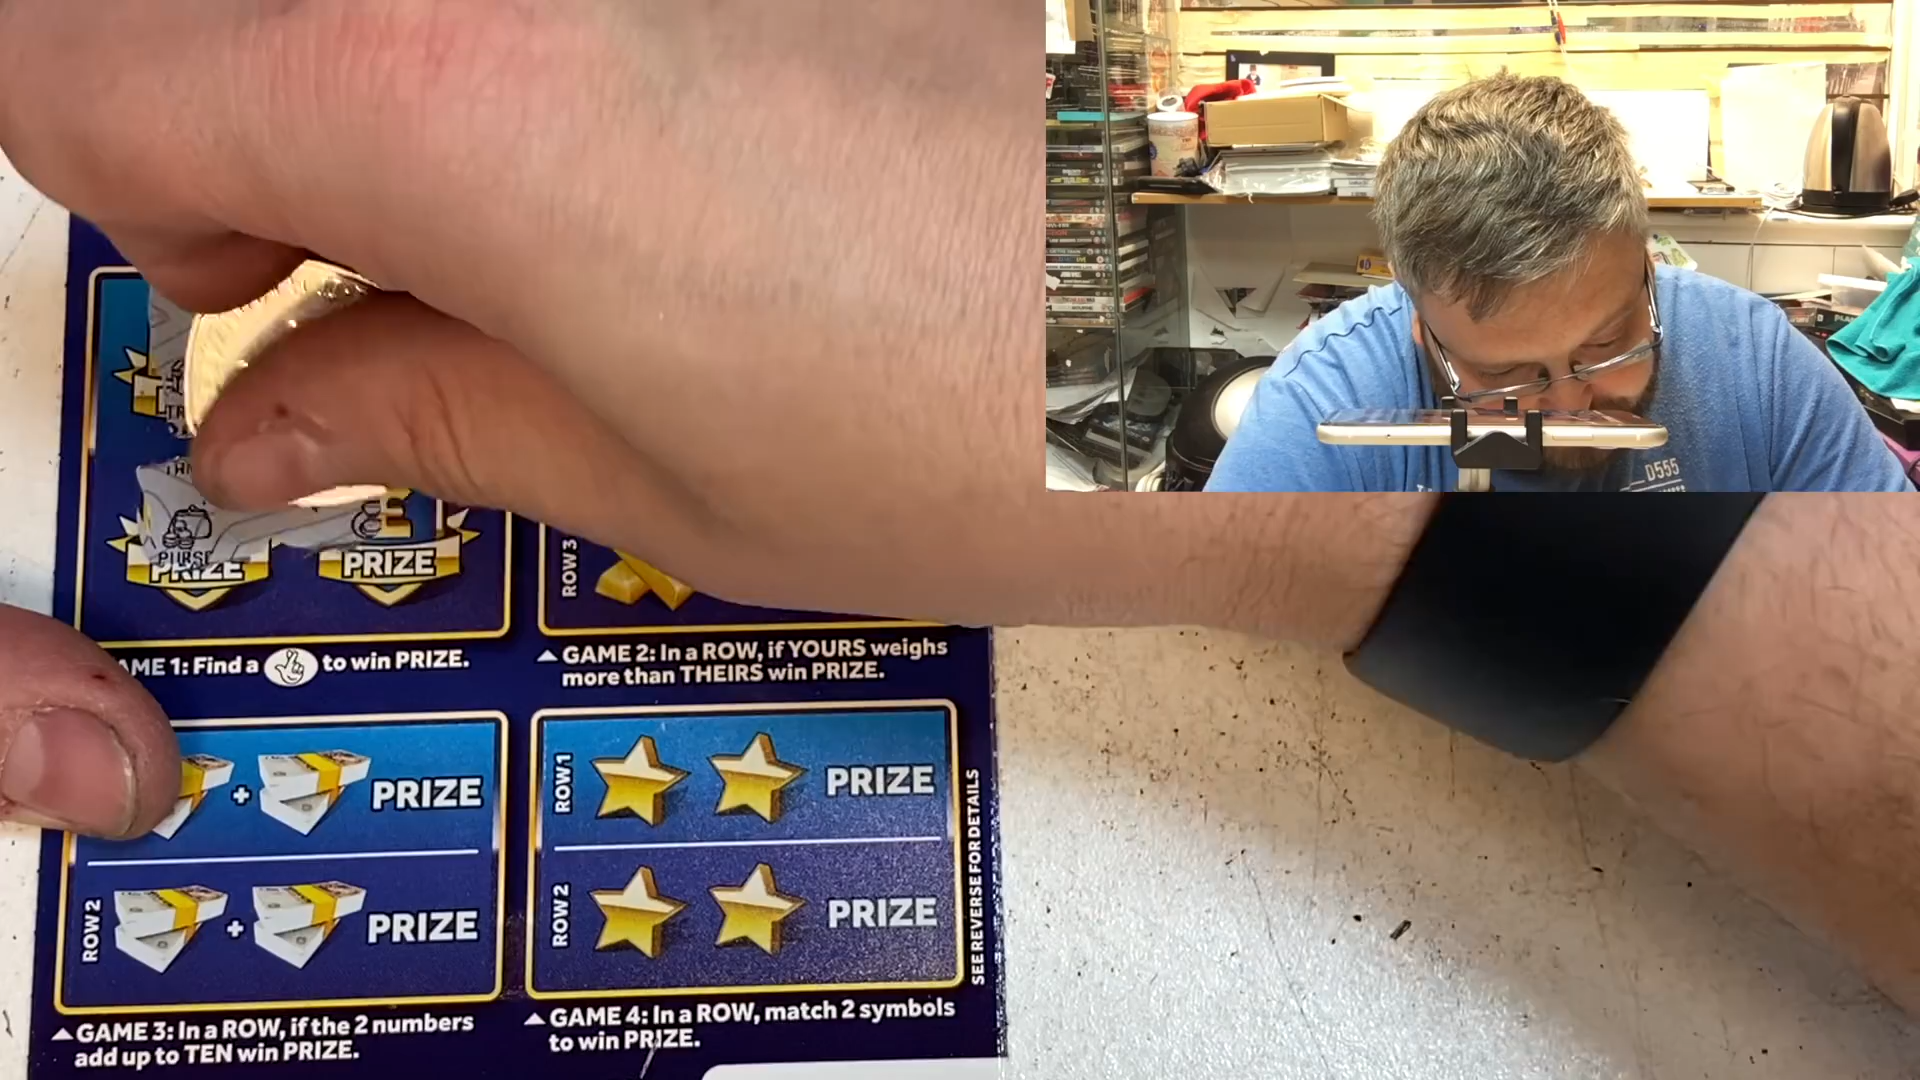 PURSE
PRIZE
PRIZE
ROW 3
GAME 1: Find a to win PRIZE.
GAME 2: In a ROW, if YOURS weighs
more than THEIRS win PRIZE.
+ PRIZE
ROW 2 + PRIZE
ROW 1 PRIZE
ROW 2 PRIZE
SEE REVERSE FOR DETAILS
GAME 3: In a ROW, if the 2 numbers
add up to TEN win PRIZE.
GAME 4: In a ROW, match 2 symbols
to win PRIZE.
D555